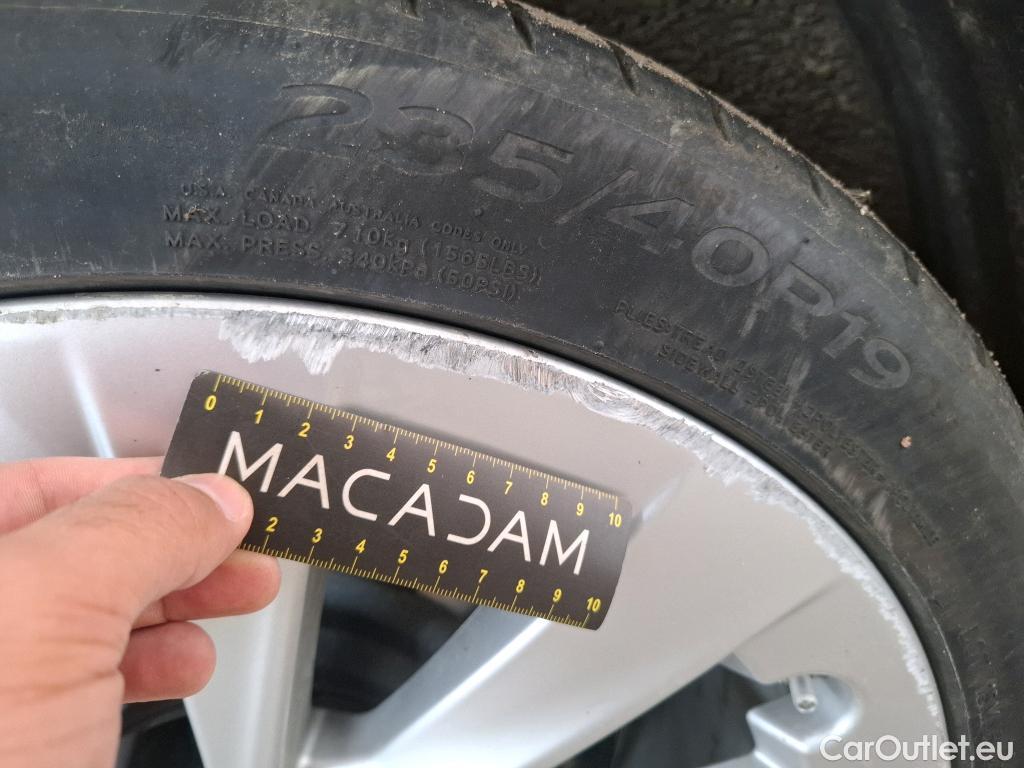 235/40R19
U.S.A. CANADA AUSTRALIA CODES ONLY
MAX. LOAD 710kg (1565LBS)
MAX. PRESS. 340kPa (50PSI)
SIDEWALL
0 1 2 3 4 5 6 7 8 9 10
MACADAM
2 3 4 5 6 7 8 9 10
CarOutlet.eu